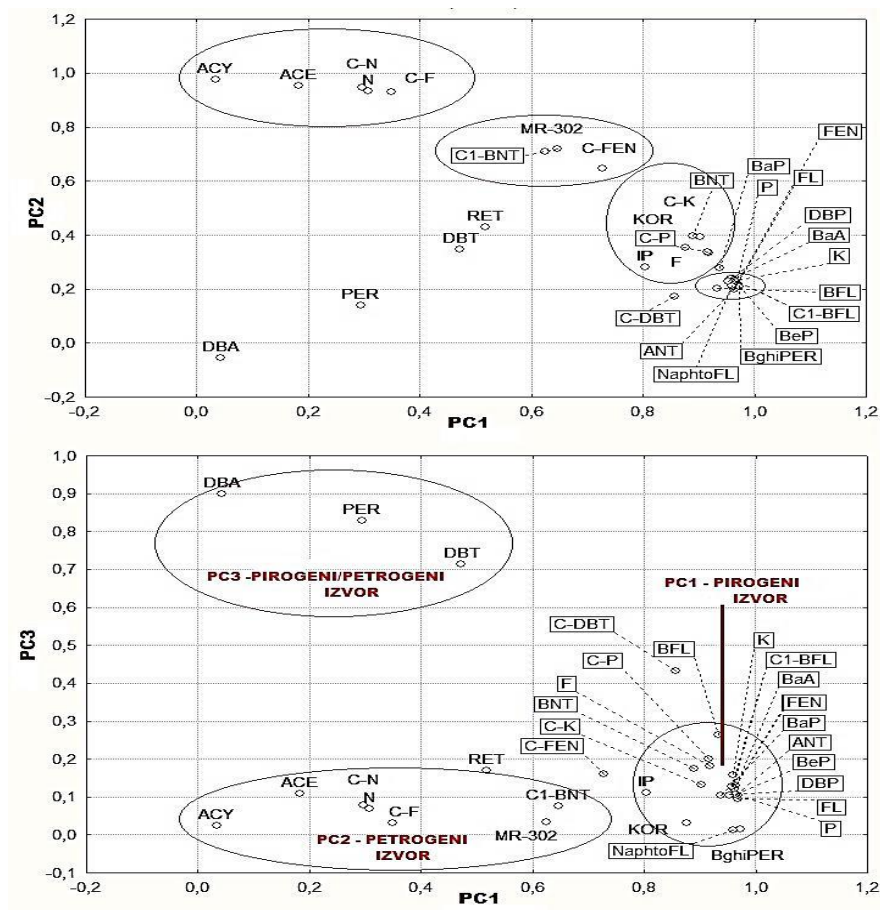 1,2
1,0
0,8
0,6
0,4
0,2
0,0
-0,2
PC2
ACY
ACE
C-N
N
C-F
MR-302
C1-BNT
C-FEN
FEN
BNT
BaP
P
FL
C-K
KOR
DBP
C-P
BaA
IP
F
K
RET
DBT
BFL
PER
C-DBT
C1-BFL
BeP
DBA
ANT
BghiPER
NaphtoFL
-0,2 0,0 0,2 0,4 0,6 0,8 1,0 1,2
PC1
1,0
0,9
0,8
0,7
0,6
0,5
0,4
0,3
0,2
0,1
0,0
-0,1
PC3
DBA
PER
DBT
PC3 -PIROGENI/PETROGENI
IZVOR
PC1 - PIROGENI
IZVOR
C-DBT
BFL
K
C-P
C1-BFL
F
BaA
BNT
FEN
C-K
BaP
C-FEN
ANT
RET
BeP
IP
DBP
ACE
C-N
N
C-F
C1-BNT
FL
ACY
MR-302
KOR
P
PC2 - PETROGENI
IZVOR
NaphtoFL
BghiPER
-0,2 0,0 0,2 0,4 0,6 0,8 1,0 1,2
PC1